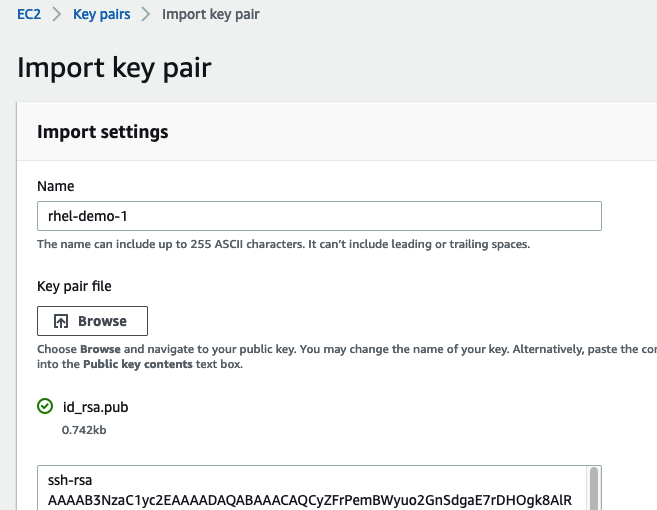 EC2 > Key pairs > Import key pair
Import key pair
Import settings
Name
rhel-demo-1
The name can include up to 255 ASCII characters. It can't include leading or trailing spaces.
Key pair file
Browse
Choose Browse and navigate to your public key. You may change the name of your key. Alternatively, paste the co
into the Public key contents text box.
id_rsa.pub
0.742kb
ssh-rsa
AAAAB3NzaC1yc2EAAAADAQABAAACAQCyZFrPemBWyuo2GnSdgaE7rDHOgk8AlR